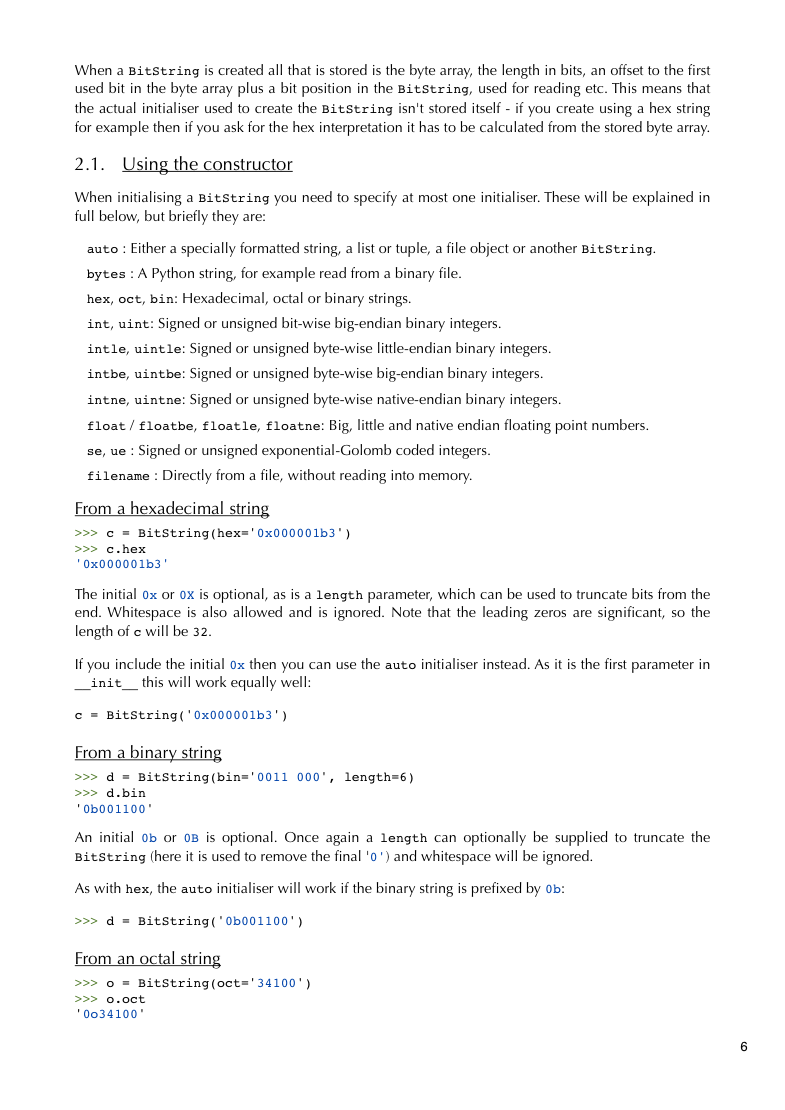 When a BitString is created all that is stored is the byte array, the length in bits, an offset to the first
used bit in the byte array plus a bit position in the BitString, used for reading etc. This means that
the actual initialiser used to create the BitString isn't stored itself - if you create using a hex string
for example then if you ask for the hex interpretation it has to be calculated from the stored byte array.
2.1. Using the constructor
When initialising a BitString you need to specify at most one initialiser. These will be explained in
full below, but briefly they are:
auto : Either a specially formatted string, a list or tuple, a file object or another BitString.
bytes : A Python string, for example read from a binary file.
hex, oct, bin: Hexadecimal, octal or binary strings.
int, uint: Signed or unsigned bit-wise big-endian binary integers.
intle, uintle: Signed or unsigned byte-wise little-endian binary integers.
intbe, uintbe: Signed or unsigned byte-wise big-endian binary integers.
intne, uintne: Signed or unsigned byte-wise native-endian binary integers.
float / floatbe, floatle, floatne: Big, little and native endian floating point numbers.
se, ue : Signed or unsigned exponential-Golomb coded integers.
filename : Directly from a file, without reading into memory.
From a hexadecimal string
>>> c = BitString(hex='0x000001b3')
>>> c.hex
'0x000001b3'
The initial 0x or 0X is optional, as is a length parameter, which can be used to truncate bits from the
end. Whitespace is also allowed and is ignored. Note that the leading zeros are significant, so the
length of c will be 32.
If you include the initial 0x then you can use the auto initialiser instead. As it is the first parameter in
__init__ this will work equally well:
c = BitString('0x000001b3')
From a binary string
>>> d = BitString(bin='0011 000', length=6)
>>> d.bin
'0b001100'
An initial 0b or 0B is optional. Once again a length can optionally be supplied to truncate the
BitString (here it is used to remove the final '0') and whitespace will be ignored.
As with hex, the auto initialiser will work if the binary string is prefixed by 0b:
>>> d = BitString('0b001100')
From an octal string
>>> o = BitString(oct='34100')
>>> o.oct
'0o34100'
6